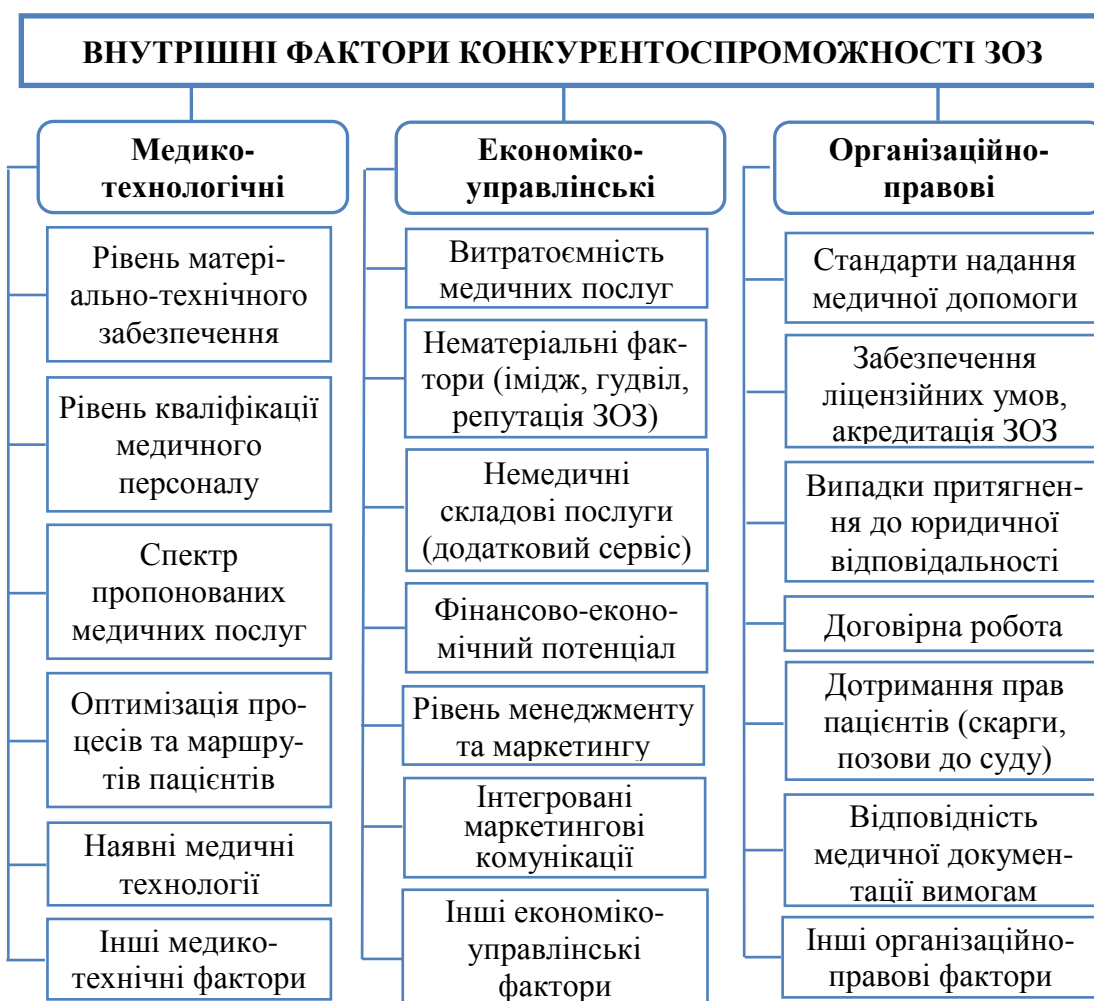 ВНУТРІШНІ ФАКТОРИ КОНКУРЕНТОСПРОМОЖНОСТІ ЗОЗ
Медико-
технологічні
Рівень матері-
ально-технічного
забезпечення
Рівень кваліфікації
медичного
персоналу
Спектр
пропонованих
медичних послуг
Оптимізація про-
цесів та маршру-
тів пацієнтів
Наявні медичні
технології
Інші медико-
технічні фактори
Економіко-
управлінські
Витратоємність
медичних послуг
Нематеріальні фак-
тори (імідж, гудвіл,
репутація ЗОЗ)
Немедичні
складові послуги
(додатковий сервіс)
Фінансово-еконо-
мічний потенціал
Рівень менеджменту
та маркетингу
Інтегровані
маркетингові
комунікації
Інші економіко-
управлінські
фактори
Організаційно-
правові
Стандарти надання
медичної допомоги
Забезпечення
ліцензійних умов,
акредитація ЗОЗ
Випадки притягнен-
ня до юридичної
відповідальності
Договірна робота
Дотримання прав
пацієнтів (скарги,
позови до суду)
Відповідність
медичної докумен-
тації вимогам
Інші організаційно-
правові фактори